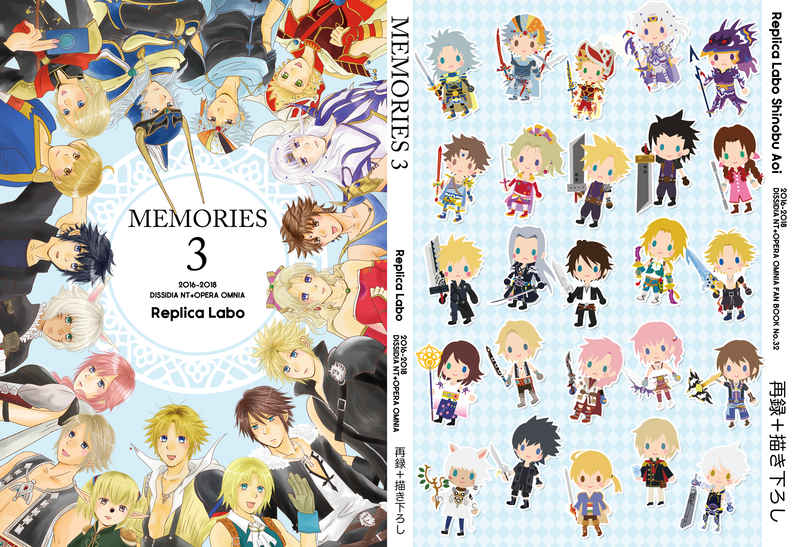 MEMORIES
3
2016-2018
DISSIDIA NT+OPERA OMNIA
Replica Labo
MEMORIES 3
Replica Labo
2016-2018
DISSIDIA NT+OPERA OMNIA
再録＋描き下ろし
Replica Labo Shinobu Aoi
2016-2018
DISSIDIA NT+OPERA OMNIA FAN BOOK No.32
再録＋描き下ろし